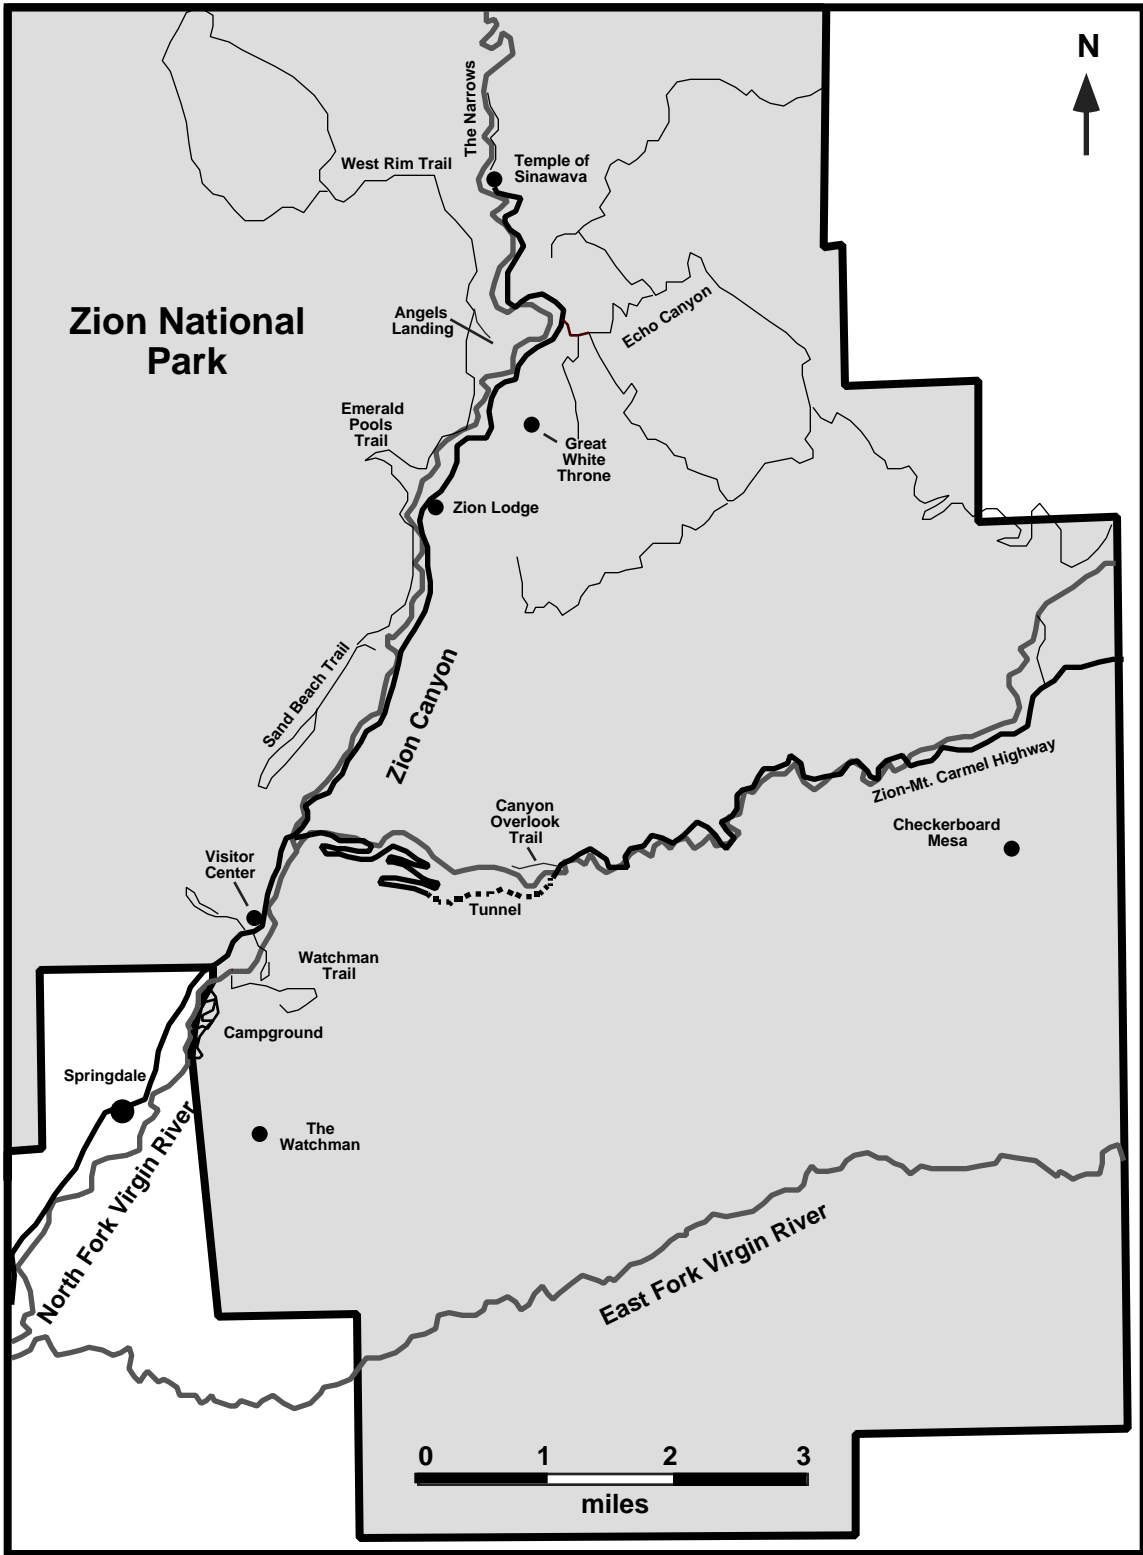 N
The Narrows
Temple of
Sinawava
West Rim Trail
Zion National
Park
Angels
Landing
Echo Canyon
Emerald
Pools
Trail
Great
White
Throne
Zion Lodge
Sand Beach Trail
Zion Canyon
Zion-Mt. Carmel Highway
Canyon
Overlook
Trail
Checkerboard
Mesa
Visitor
Center
Tunnel
Watchman
Trail
Campground
Springdale
The
Watchman
North Fork Virgin River
East Fork Virgin River
0 1 2 3
miles